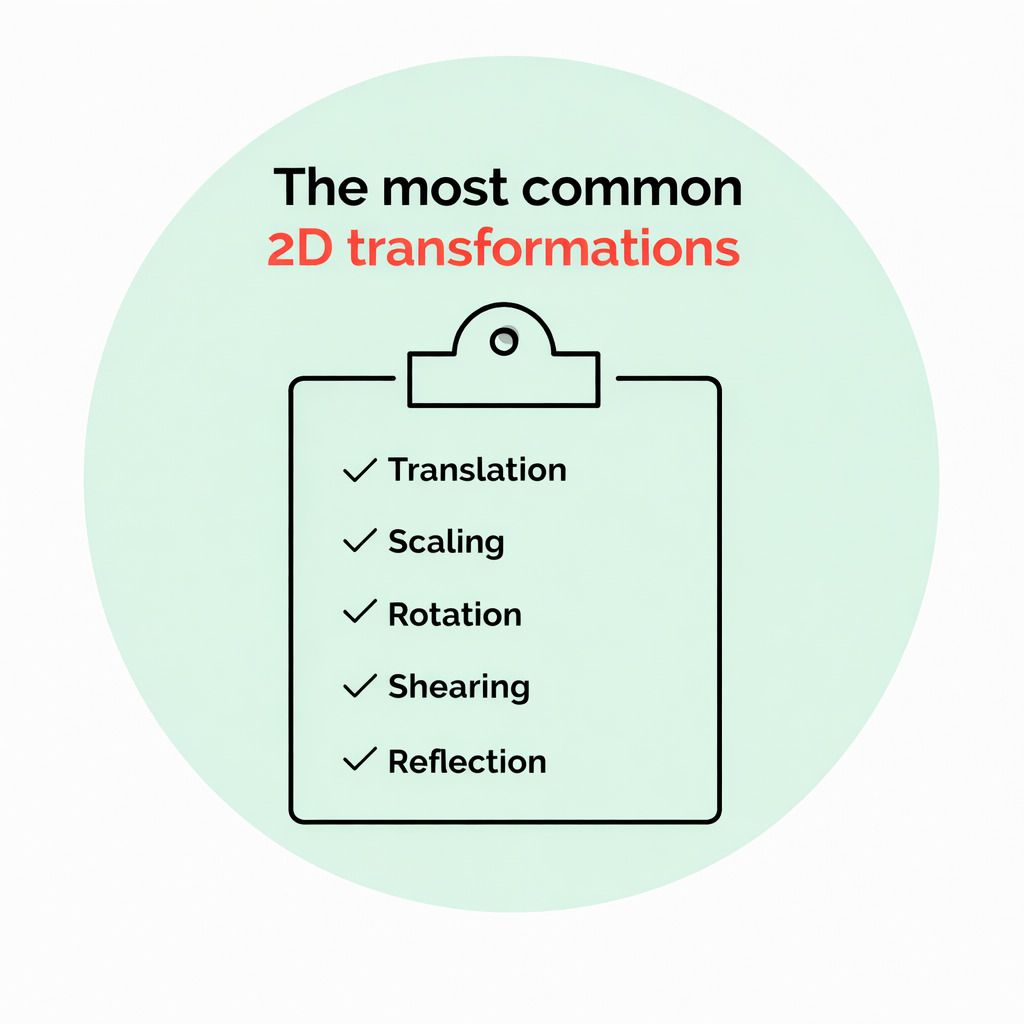 The most common
2D transformations
Translation
Scaling
Rotation
Shearing
Reflection